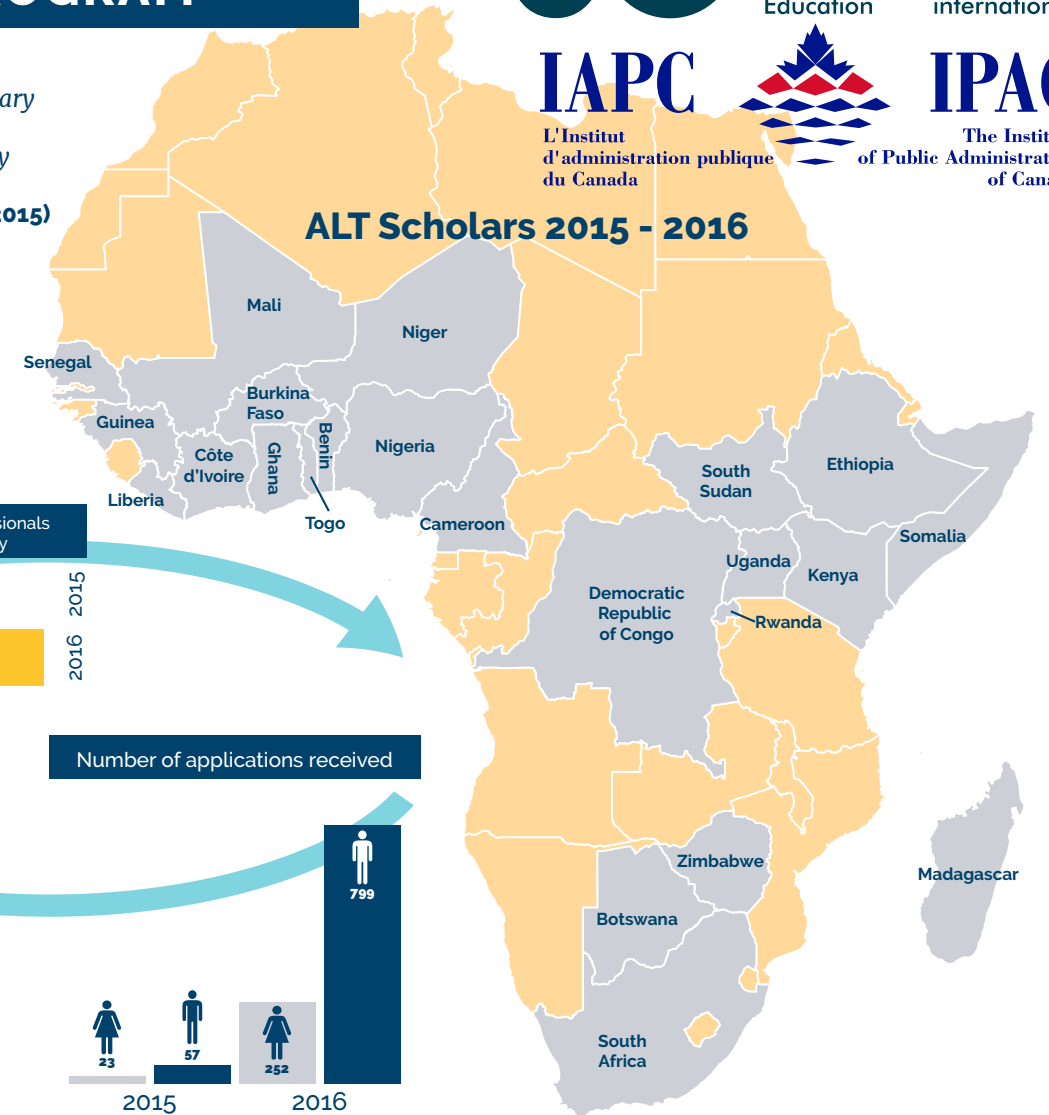 Education
internation
IAPC
IPAC
L'Institut
d'administration publique
du Canada
The Instit
of Public Administrat
of Cana
ary
y
2015)
ALT Scholars 2015 - 2016
Mali
Niger
Senegal
Burkina
Faso
Guinea
Benin
Nigeria
Côte
d'Ivoire
Ghana
Ethiopia
South
Sudan
Liberia
Togo
Cameroon
Somalia
Uganda
Kenya
Democratic
Republic
of Congo
Rwanda
sionals
y
2015
2016
Number of applications received
Zimbabwe
Madagascar
Botswana
South
Africa
799
23
57
252
2015
2016